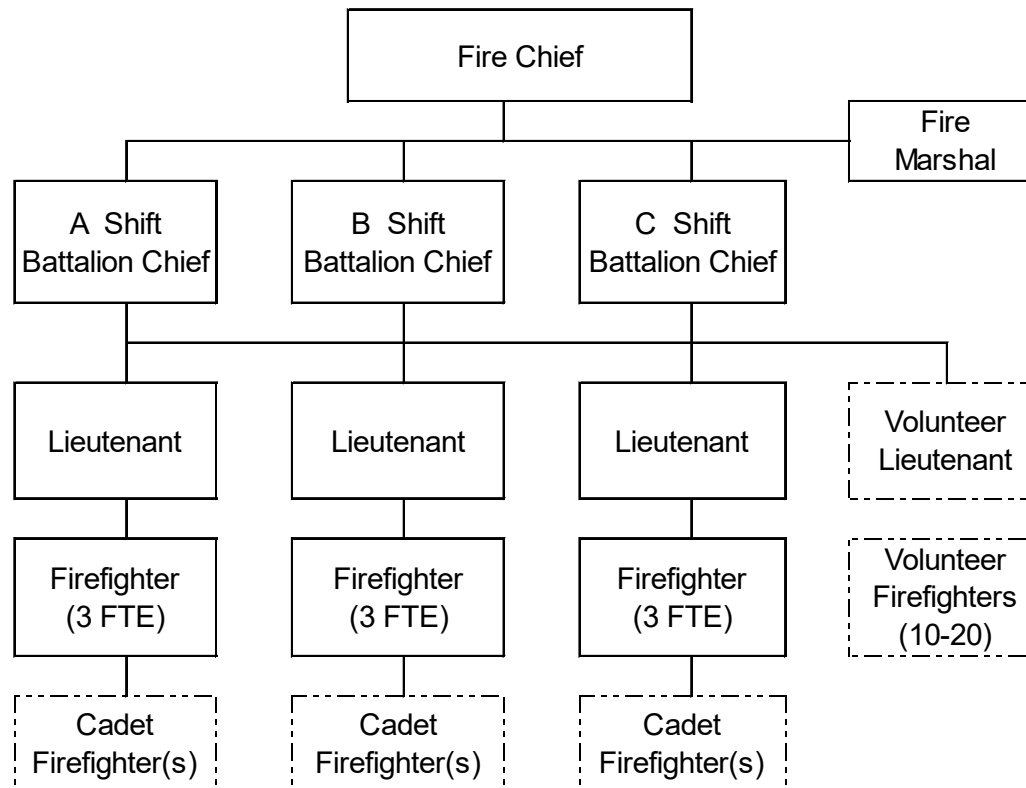 Fire Chief
Fire
Marshal
A Shift
Battalion Chief
B Shift
Battalion Chief
C Shift
Battalion Chief
Lieutenant
Lieutenant
Lieutenant
Volunteer
Lieutenant
Firefighter
(3 FTE)
Firefighter
(3 FTE)
Firefighter
(3 FTE)
Volunteer
Firefighters
(10-20)
Cadet
Firefighter(s)
Cadet
Firefighter(s)
Cadet
Firefighter(s)